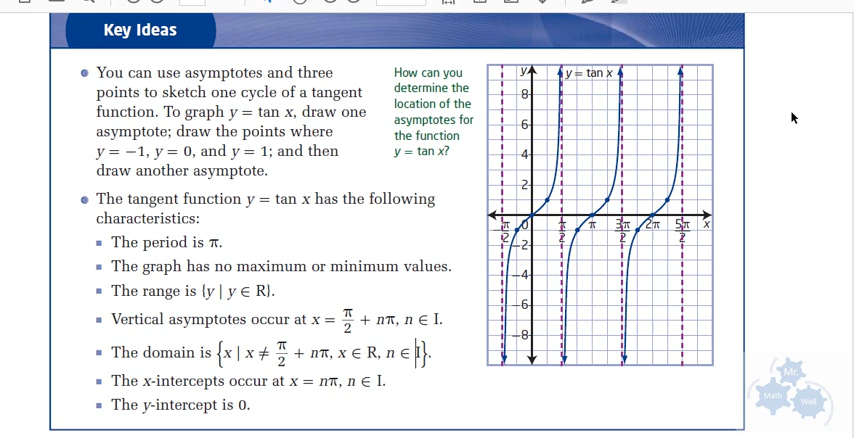 Key Ideas
You can use asymptotes and three
points to sketch one cycle of a tangent
function. To graph y = tan x, draw one
asymptote; draw the points where
y = −1, y = 0, and y = 1; and then
draw another asymptote.
The tangent function y = tan x has the following
characteristics:
The period is π.
The graph has no maximum or minimum values.
The range is {y | y ∈ R}.
Vertical asymptotes occur at x = π/2 + nπ, n ∈ I.
The domain is {x | x ≠ π/2 + nπ, x ∈ R, n ∈ I}.
The x-intercepts occur at x = nπ, n ∈ I.
The y-intercept is 0.
How can you
determine the
location of the
asymptotes for
the function
y = tan x?
y
y = tan x
8
6
4
2
−π/2 0 π/2 π 3π/2 2π 5π/2 x
−2
−4
−6
−8
Mr.
Math
Well